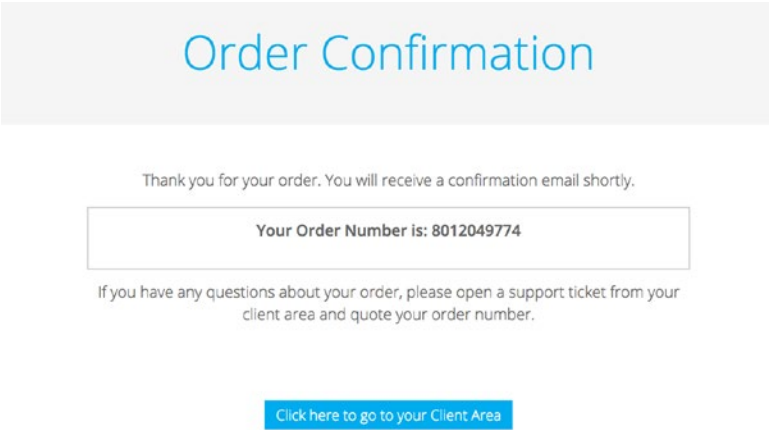 Order Confirmation
Thank you for your order. You will receive a confirmation email shortly.
Your Order Number is: 8012049774
If you have any questions about your order, please open a support ticket from your
client area and quote your order number.
Click here to go to your Client Area